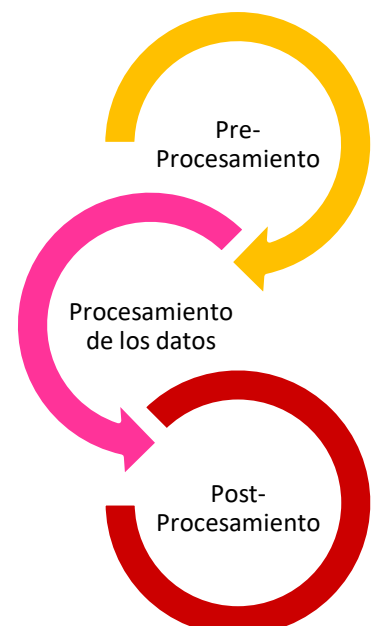 Pre-
Procesamiento
Procesamiento
de los datos
Post-
Procesamiento